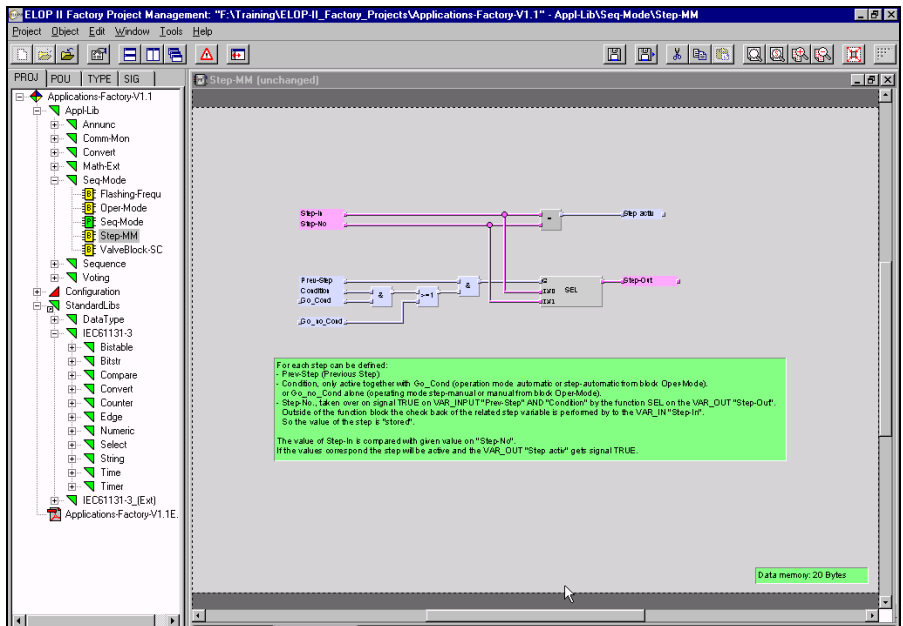 ELOP II Factory Project Management: "F:\Training\ELOP-II_Factory_Projects\Applications-Factory-V1.1" - Appl-Lib\Seq-Mode\Step-MM
Project Object Edit Window Tools Help
PROJ POU TYPE SIG
Step-MM (unchanged)
Applications-Factory-V1.1
Appl-Lib
Annunc
Comm-Mon
Convert
Math-Ext
Seq-Mode
Flashing-Frequ
Oper-Mode
Seq-Mode
Step-MM
ValveBlock-SC
Sequence
Voting
Configuration
StandardLibs
DataType
IEC61131-3
Bistable
Bitstr
Compare
Convert
Counter
Edge
Numeric
Select
String
Time
Timer
IEC61131-3_(Ext)
Applications-Factory-V1.1E.
Step-In
Step-No
=
Step activ
Prev-Step
Condition
Go_Cond
Go_no_Cond
&
>=1
&
G
IN0
IN1
SEL
Step-Out
For each step can be defined:
- Prev-Step (Previous Step)
- Condition, only active together with Go_Cond (operation mode automatic or step-automatic from block Oper-Mode).
or Go_no_Cond alone (operating mode step-manual or manual from block Oper-Mode).
- Step-No., taken over on signal TRUE on VAR_INPUT "Prev-Step" AND "Condition" by the function SEL on the VAR_OUT "Step-Out".
Outside of the function block the check back of the related step variable is performed by to the VAR_IN "Step-In".
So the value of the step is "stored".
The value of Step-In is compared with given value on "Step-No".
If the values correspond the step will be active and the VAR_OUT "Step activ" gets signal TRUE.
Data memory: 20 Bytes